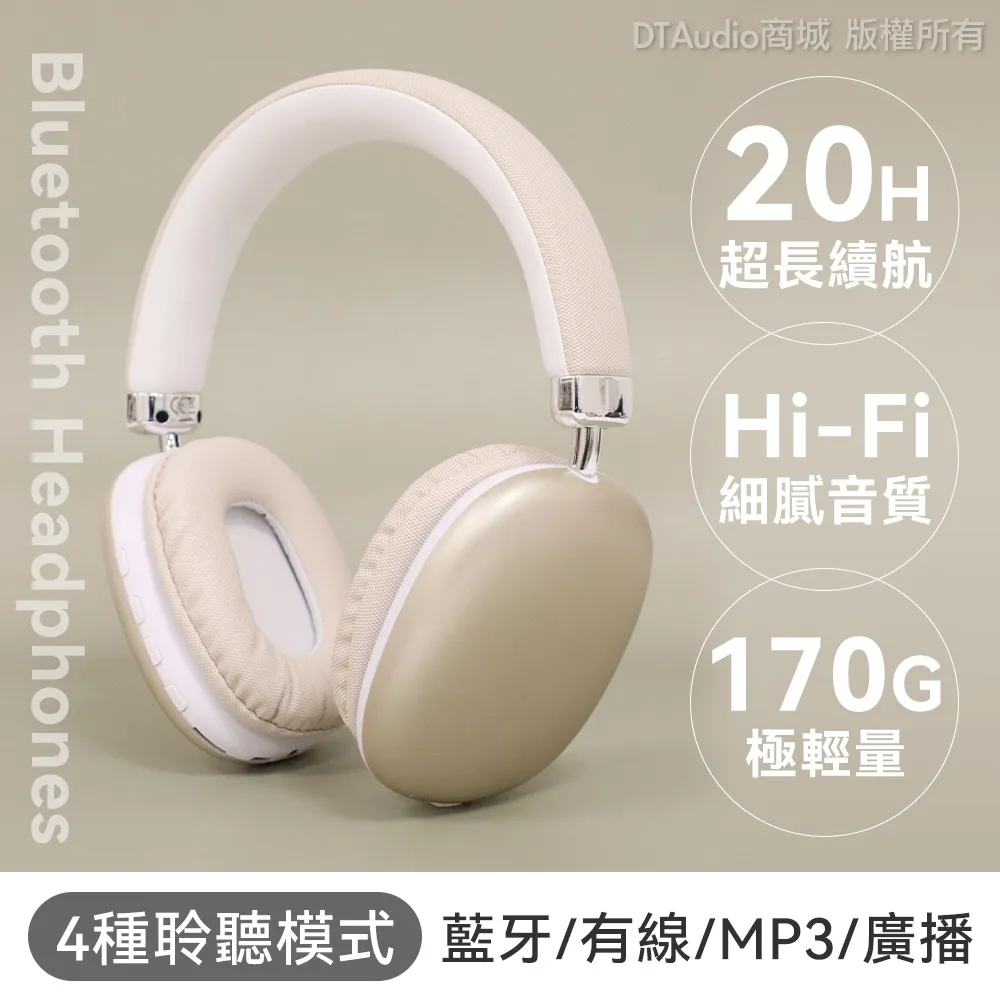 DTAudio商城 版權所有
Bluetooth Headphones
20H
超長續航
Hi-Fi
細膩音質
170G
極輕量
4種聆聽模式
藍牙/有線/MP3/廣播